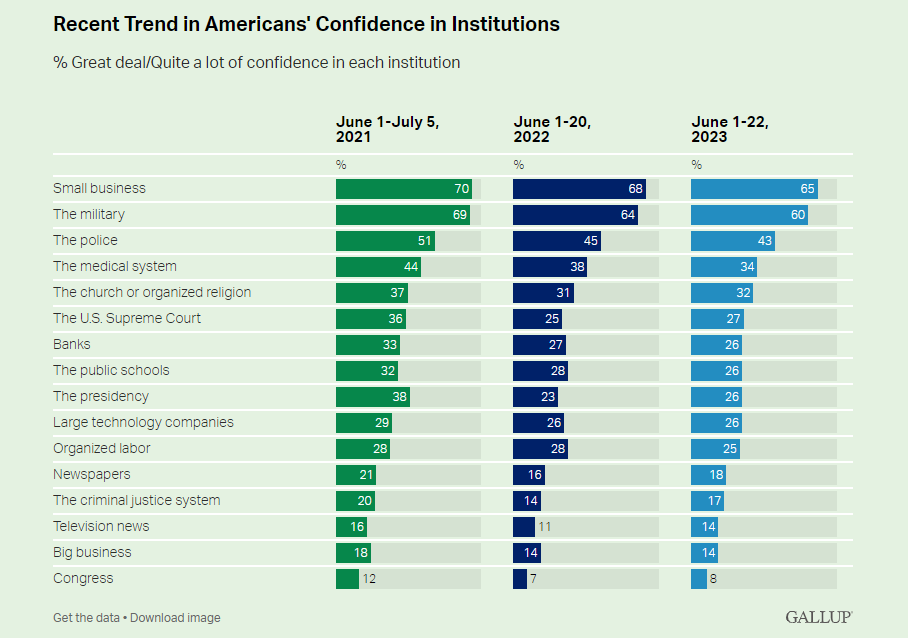 Recent Trend in Americans' Confidence in Institutions
% Great deal/Quite a lot of confidence in each institution
June 1-July 5, June 1-20, June 1-22,
2021 2022 2023
% % %
Small business 70 68 65
The military 69 64 60
The police 51 45 43
The medical system 44 38 34
The church or organized religion 37 31 32
The U.S. Supreme Court 36 25 27
Banks 33 27 26
The public schools 32 28 26
The presidency 38 23 26
Large technology companies 29 26 26
Organized labor 28 28 25
Newspapers 21 16 18
The criminal justice system 20 14 17
Television news 16 11 14
Big business 18 14 14
Congress 12 7 8
Get the data • Download image GALLUP